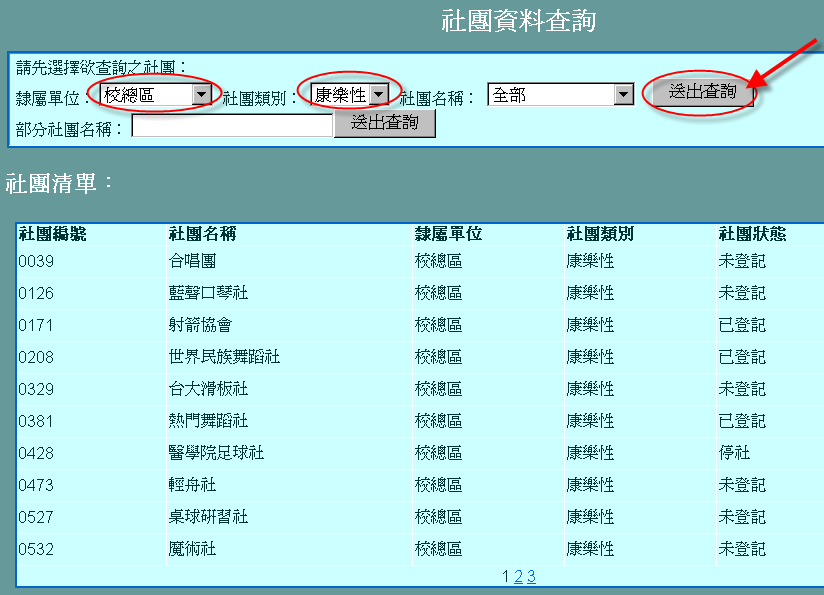 社團資料查詢
請先選擇欲查詢之社團：
隸屬單位： 校總區 社團類別： 康樂性 社團名稱： 全部 送出查詢
部分社團名稱： 送出查詢
社團清單：
社團編號 社團名稱 隸屬單位 社團類別 社團狀態
0039 合唱團 校總區 康樂性 未登記
0126 藍聲口琴社 校總區 康樂性 未登記
0171 射箭協會 校總區 康樂性 已登記
0208 世界民族舞蹈社 校總區 康樂性 已登記
0329 台大滑板社 校總區 康樂性 未登記
0381 熱門舞蹈社 校總區 康樂性 已登記
0428 醫學院足球社 校總區 康樂性 停社
0473 輕舟社 校總區 康樂性 未登記
0527 桌球研習社 校總區 康樂性 未登記
0532 魔術社 校總區 康樂性 未登記
1 2 3